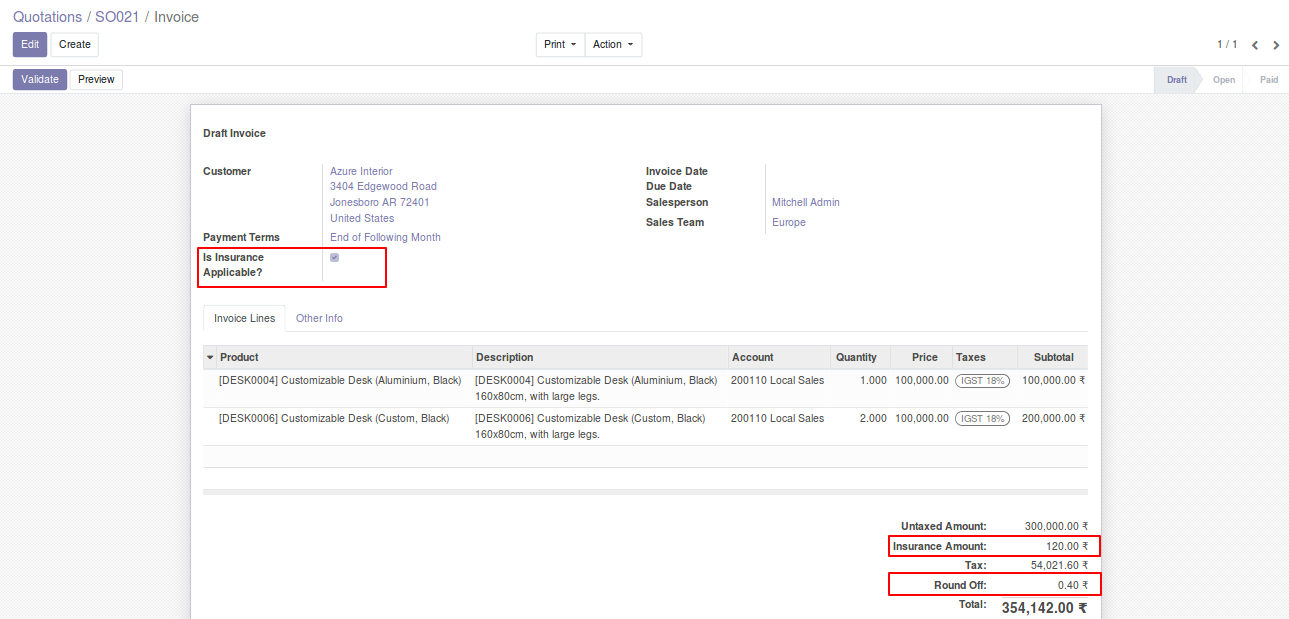 Quotations / SO021 / Invoice
Edit Create Print Action 1 / 1
Validate Preview Draft Open Paid
Draft Invoice
Customer Azure Interior Invoice Date
3404 Edgewood Road Due Date
Jonesboro AR 72401 Salesperson Mitchell Admin
United States Sales Team Europe
Payment Terms End of Following Month
Is Insurance
Applicable?
Invoice Lines Other Info
Product Description Account Quantity Price Taxes Subtotal
[DESK0004] Customizable Desk (Aluminium, Black) [DESK0004] Customizable Desk (Aluminium, Black) 200110 Local Sales 1.000 100,000.00 IGST 18% 100,000.00 ₹
160x80cm, with large legs.
[DESK0006] Customizable Desk (Custom, Black) [DESK0006] Customizable Desk (Custom, Black) 200110 Local Sales 2.000 100,000.00 IGST 18% 200,000.00 ₹
160x80cm, with large legs.
Untaxed Amount: 300,000.00 ₹
Insurance Amount: 120.00 ₹
Tax: 54,021.60 ₹
Round Off: 0.40 ₹
Total: 354,142.00 ₹